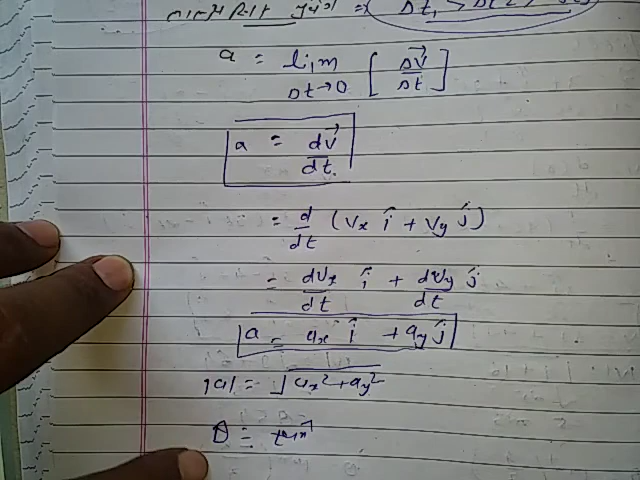 a = lim Δt→0 [ Δv⃗ / Δt ]
a = dv⃗ / dt.
= d/dt (Vx î + Vy ĵ)
= dVx/dt î + dVy/dt ĵ
a = ax î + ay ĵ
|a| = √ax² + ay²
θ = tan⁻¹